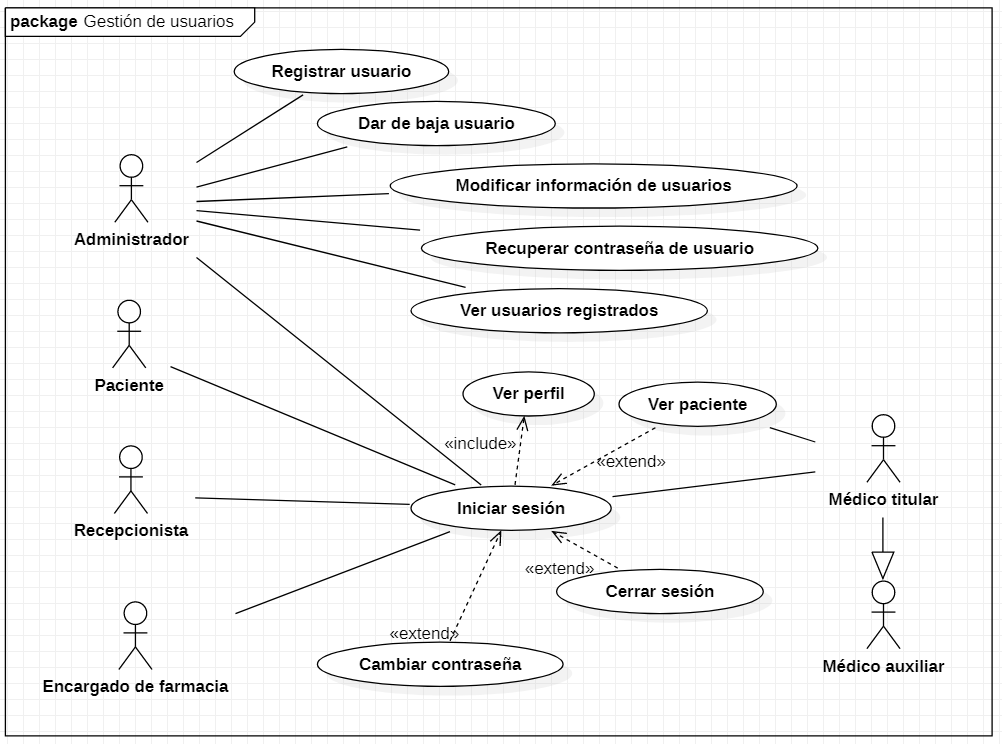 package Gestión de usuarios
Registrar usuario
Dar de baja usuario
Modificar información de usuarios
Administrador
Recuperar contraseña de usuario
Ver usuarios registrados
Paciente
Ver perfil
Ver paciente
«include»
«extend»
Médico titular
Iniciar sesión
Recepcionista
«extend»
Cerrar sesión
«extend»
Cambiar contraseña
Médico auxiliar
Encargado de farmacia